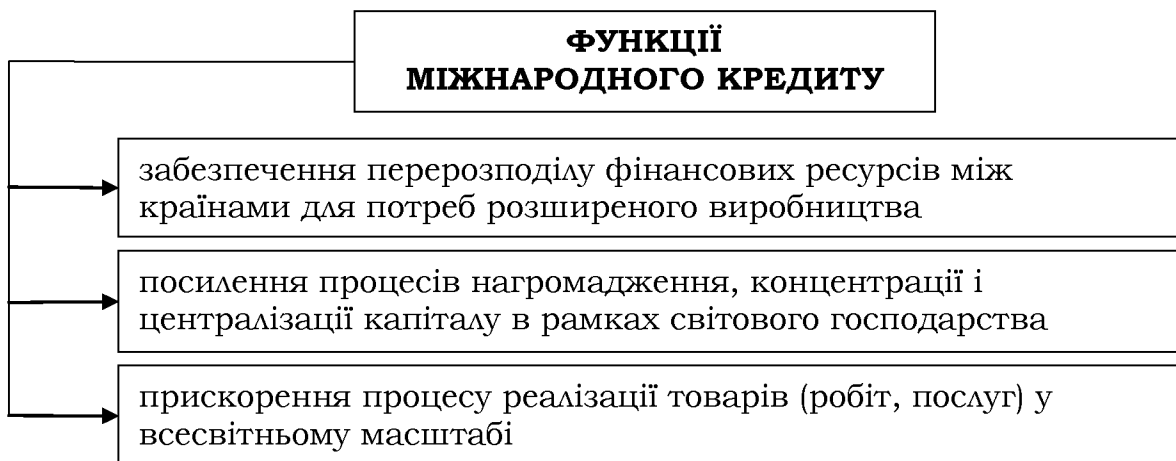 ФУНКЦІЇ
МІЖНАРОДНОГО КРЕДИТУ
забезпечення перерозподілу фінансових ресурсів між
країнами для потреб розширеного виробництва
посилення процесів нагромадження, концентрації і
централізації капіталу в рамках світового господарства
прискорення процесу реалізації товарів (робіт, послуг) у
всесвітньому масштабі